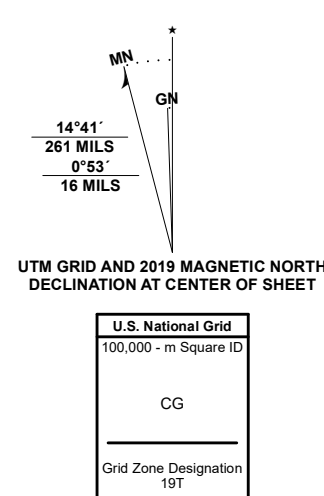 ★
MN
GN
14°41´
261 MILS
0°53´
16 MILS
UTM GRID AND 2019 MAGNETIC NORTH
DECLINATION AT CENTER OF SHEET
U.S. National Grid
100,000 - m Square ID
CG
Grid Zone Designation
19T